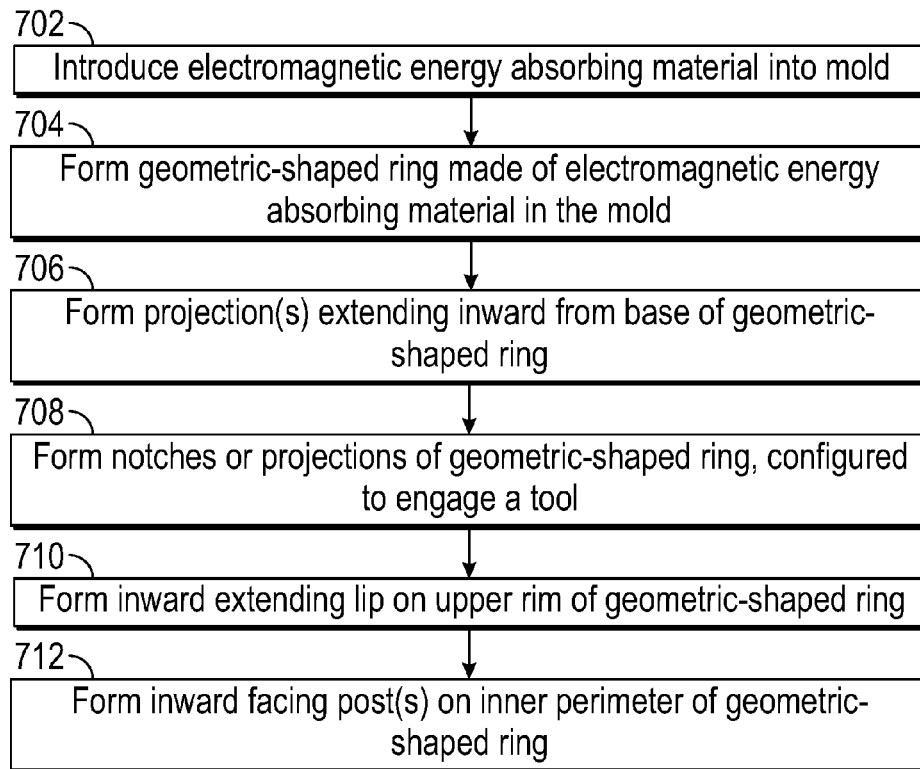 702
Introduce electromagnetic energy absorbing material into mold
704
Form geometric-shaped ring made of electromagnetic energy
absorbing material in the mold
706
Form projection(s) extending inward from base of geometric-
shaped ring
708
Form notches or projections of geometric-shaped ring, configured
to engage a tool
710
Form inward extending lip on upper rim of geometric-shaped ring
712
Form inward facing post(s) on inner perimeter of geometric-
shaped ring